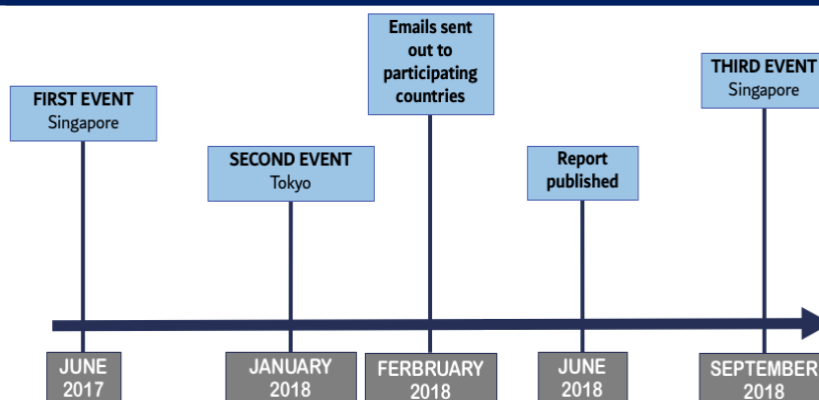 FIRST EVENT
Singapore
SECOND EVENT
Tokyo
Emails sent
out to
participating
countries
Report
published
THIRD EVENT
Singapore
JUNE
2017
JANUARY
2018
FERBRUARY
2018
JUNE
2018
SEPTEMBER
2018